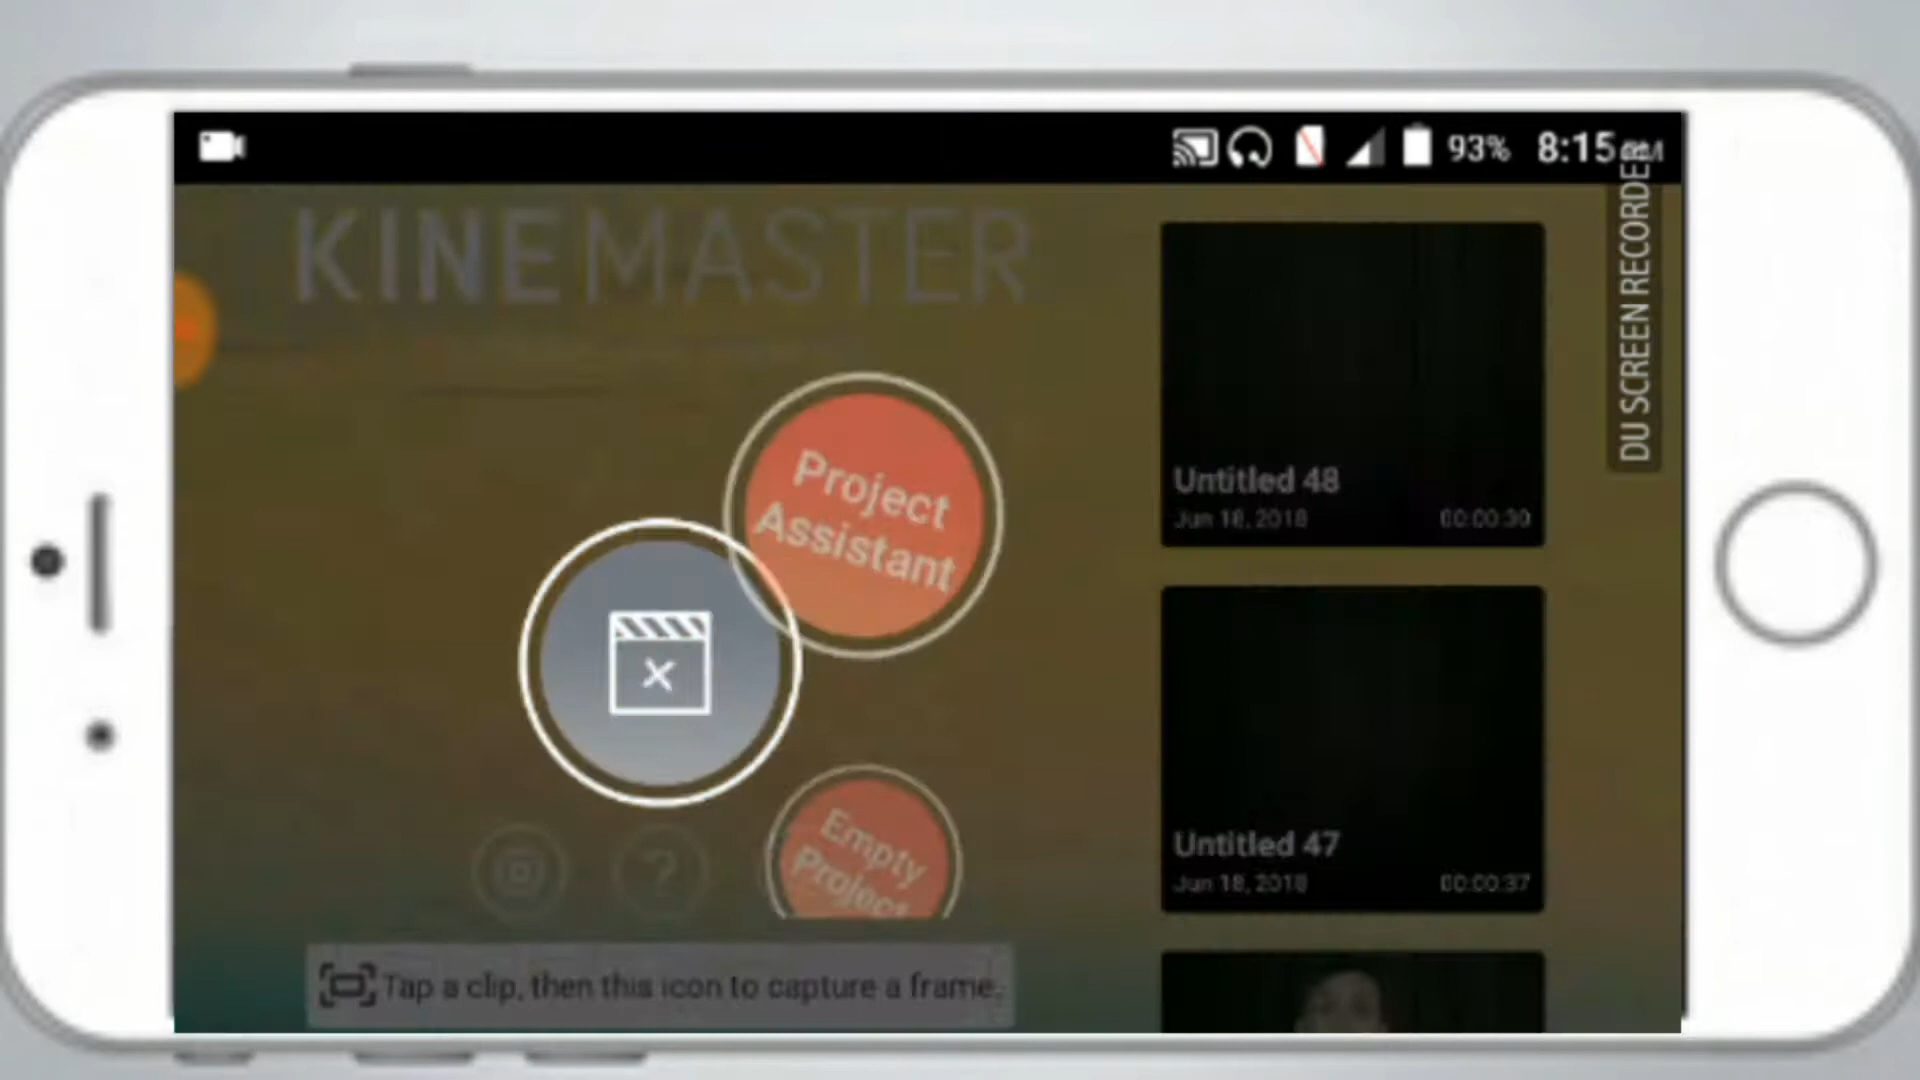 93% 8:15 PM
KINEMASTER
DU SCREEN RECORDER
Project
Assistant
Untitled 48
Jun 18, 2018 00:00:30
Empty
Project
Untitled 47
Jun 18, 2018 00:00:37
?
Tap a clip, then this icon to capture a frame.